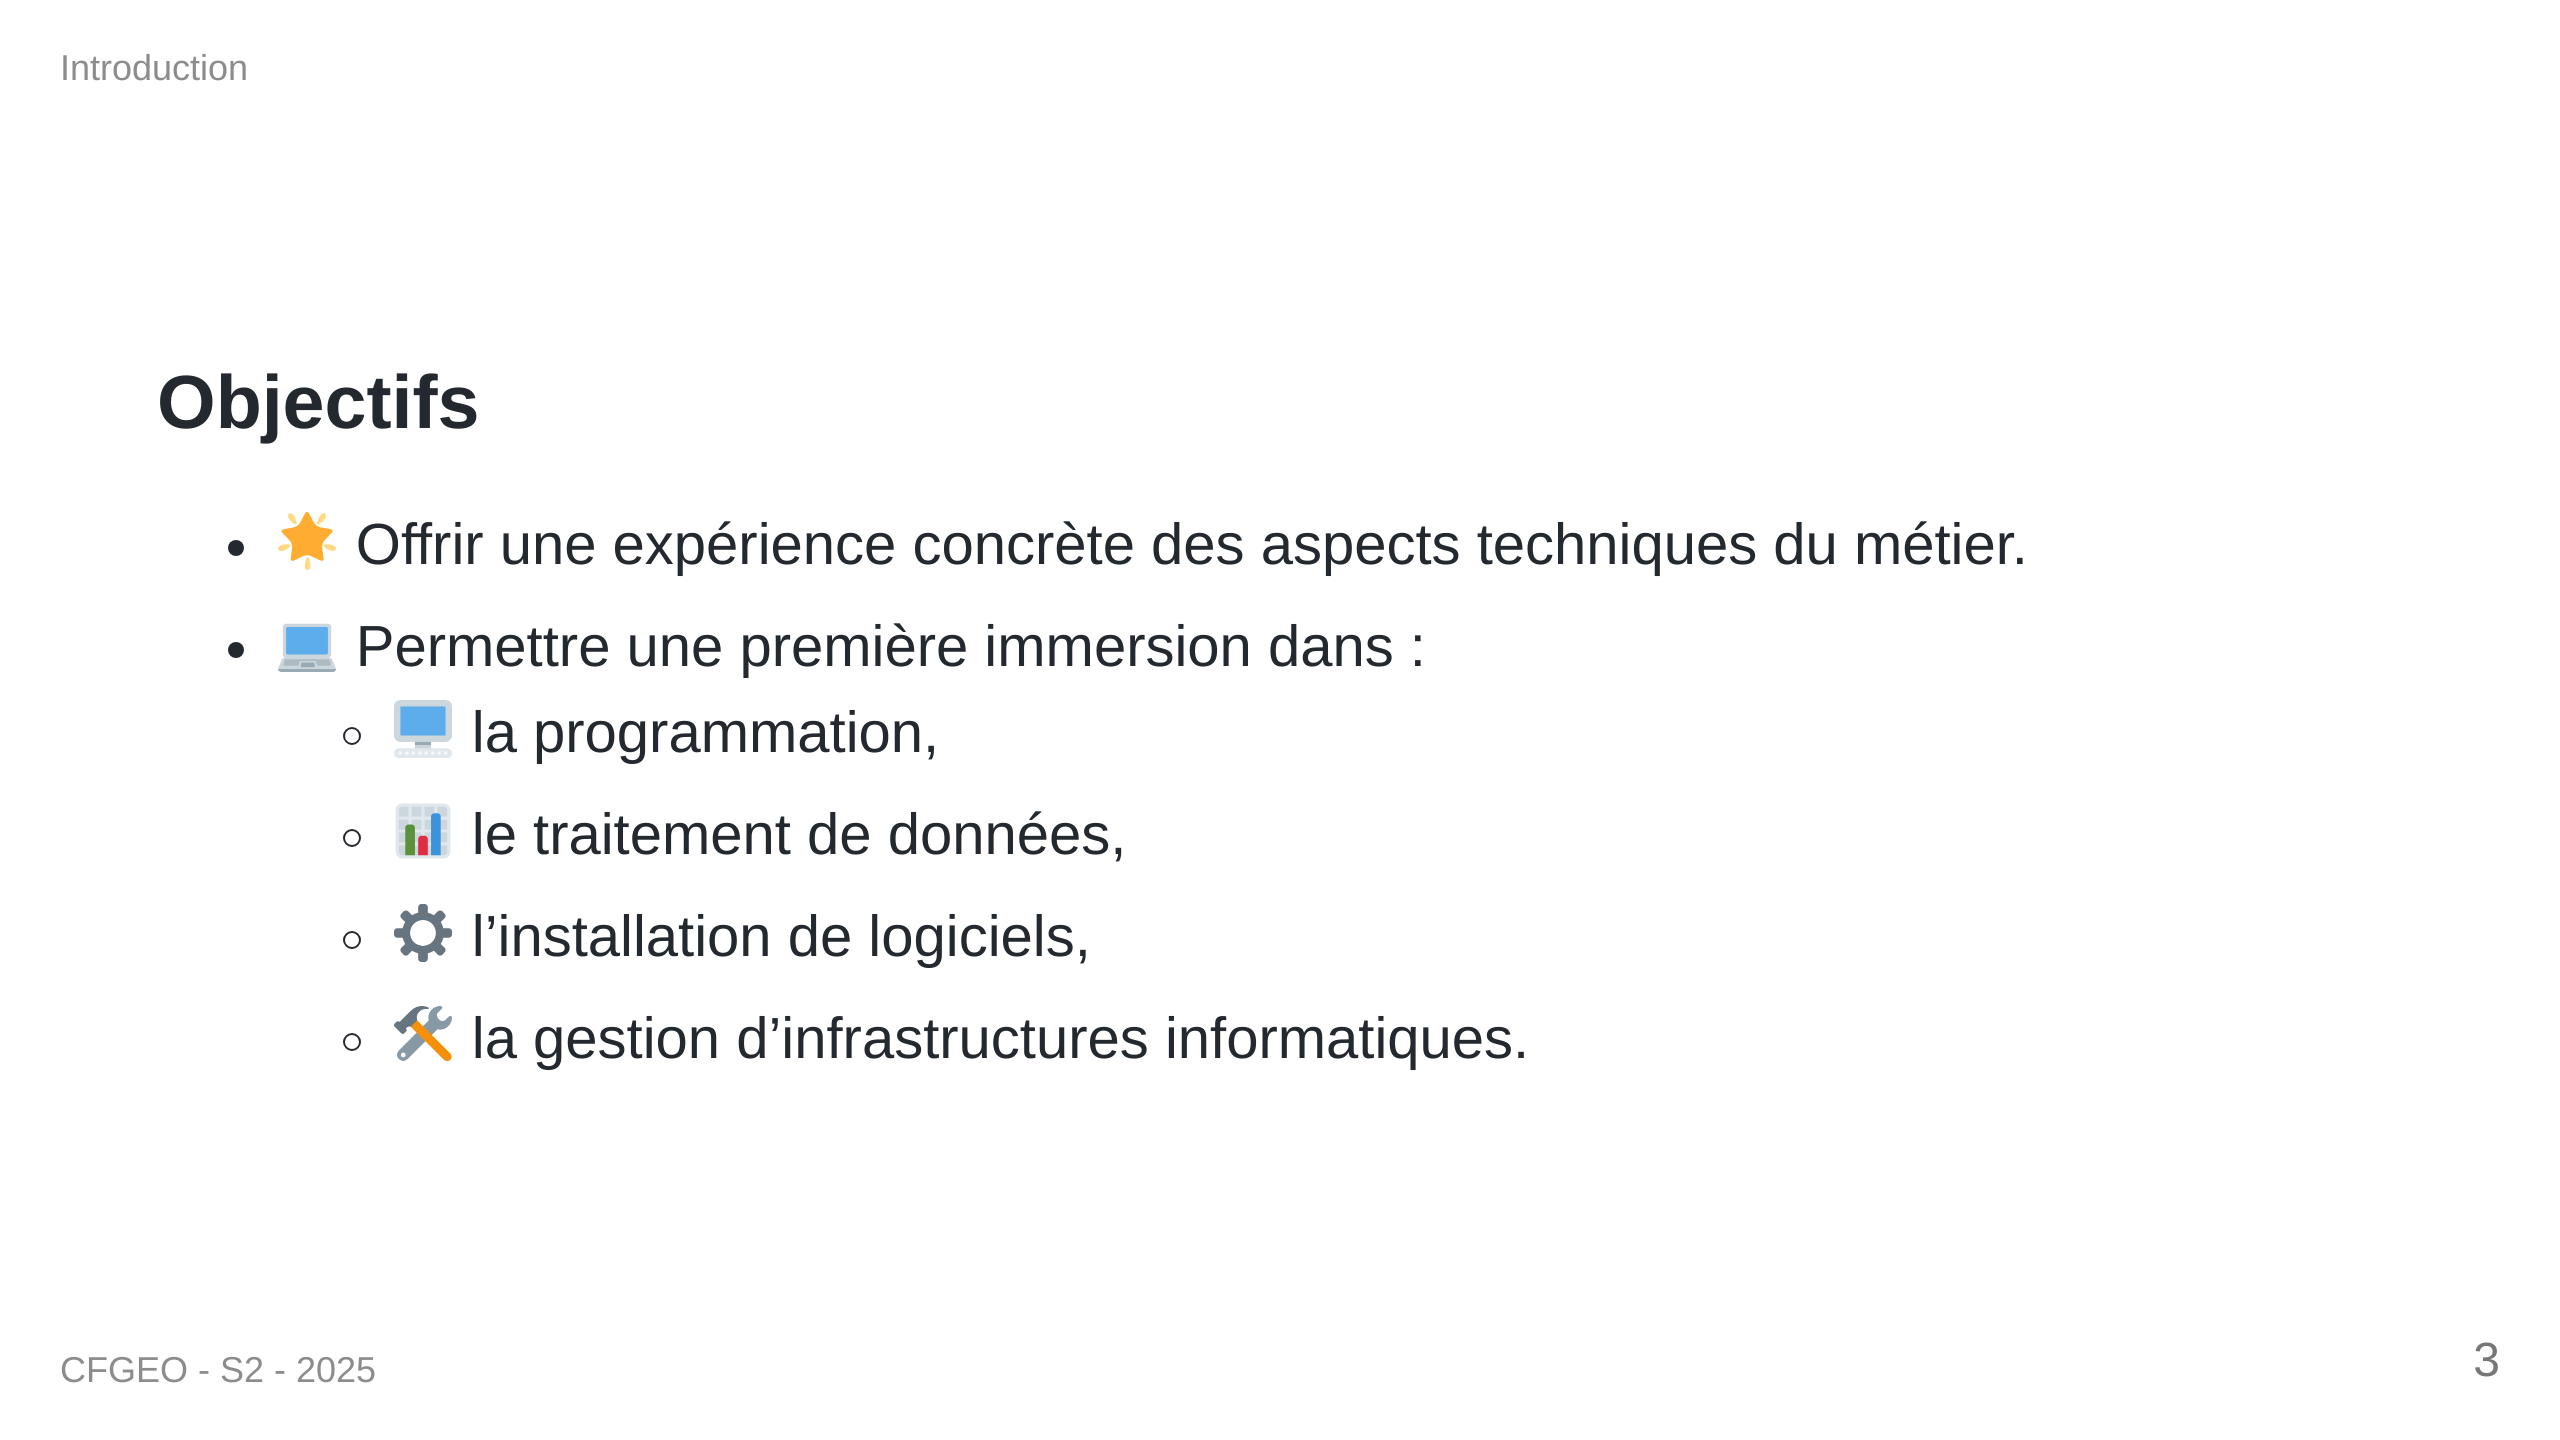 Introduction
Objectifs
• 🌟 Offrir une expérience concrète des aspects techniques du métier.
• 💻 Permettre une première immersion dans :
◦ 🖥️ la programmation,
◦ 📊 le traitement de données,
◦ ⚙️ l’installation de logiciels,
◦ 🛠️ la gestion d’infrastructures informatiques.
CFGEO - S2 - 2025
3